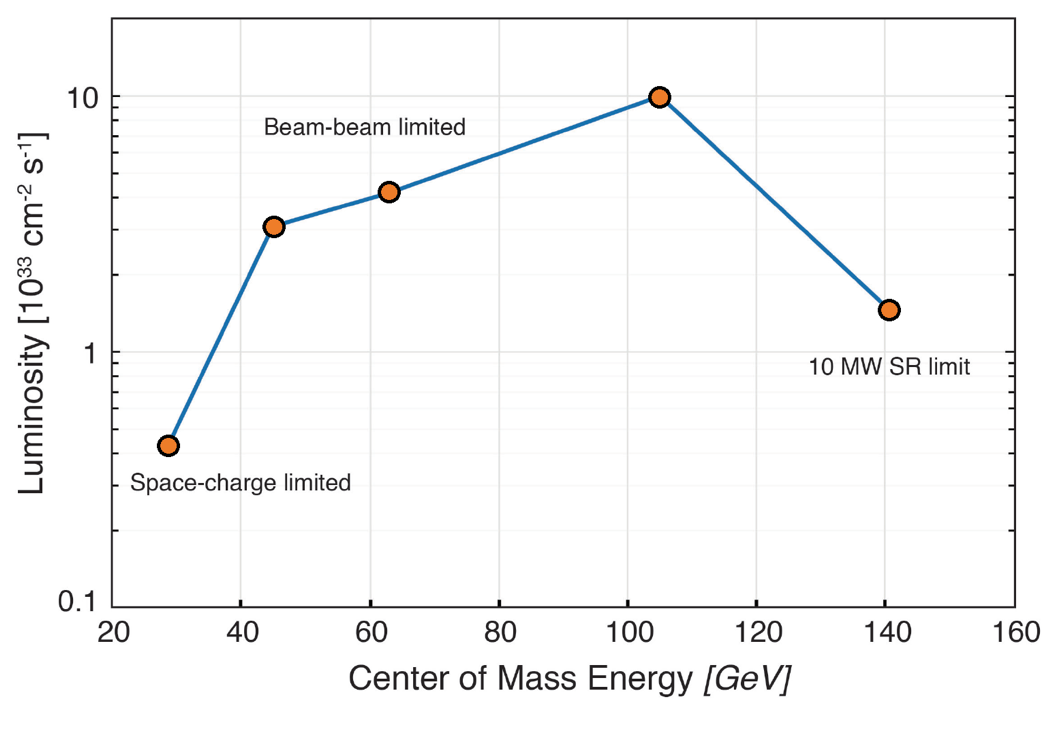 10
1
0.1
Luminosity [10³³ cm⁻² s⁻¹]
Beam-beam limited
10 MW SR limit
Space-charge limited
20 40 60 80 100 120 140 160
Center of Mass Energy [GeV]